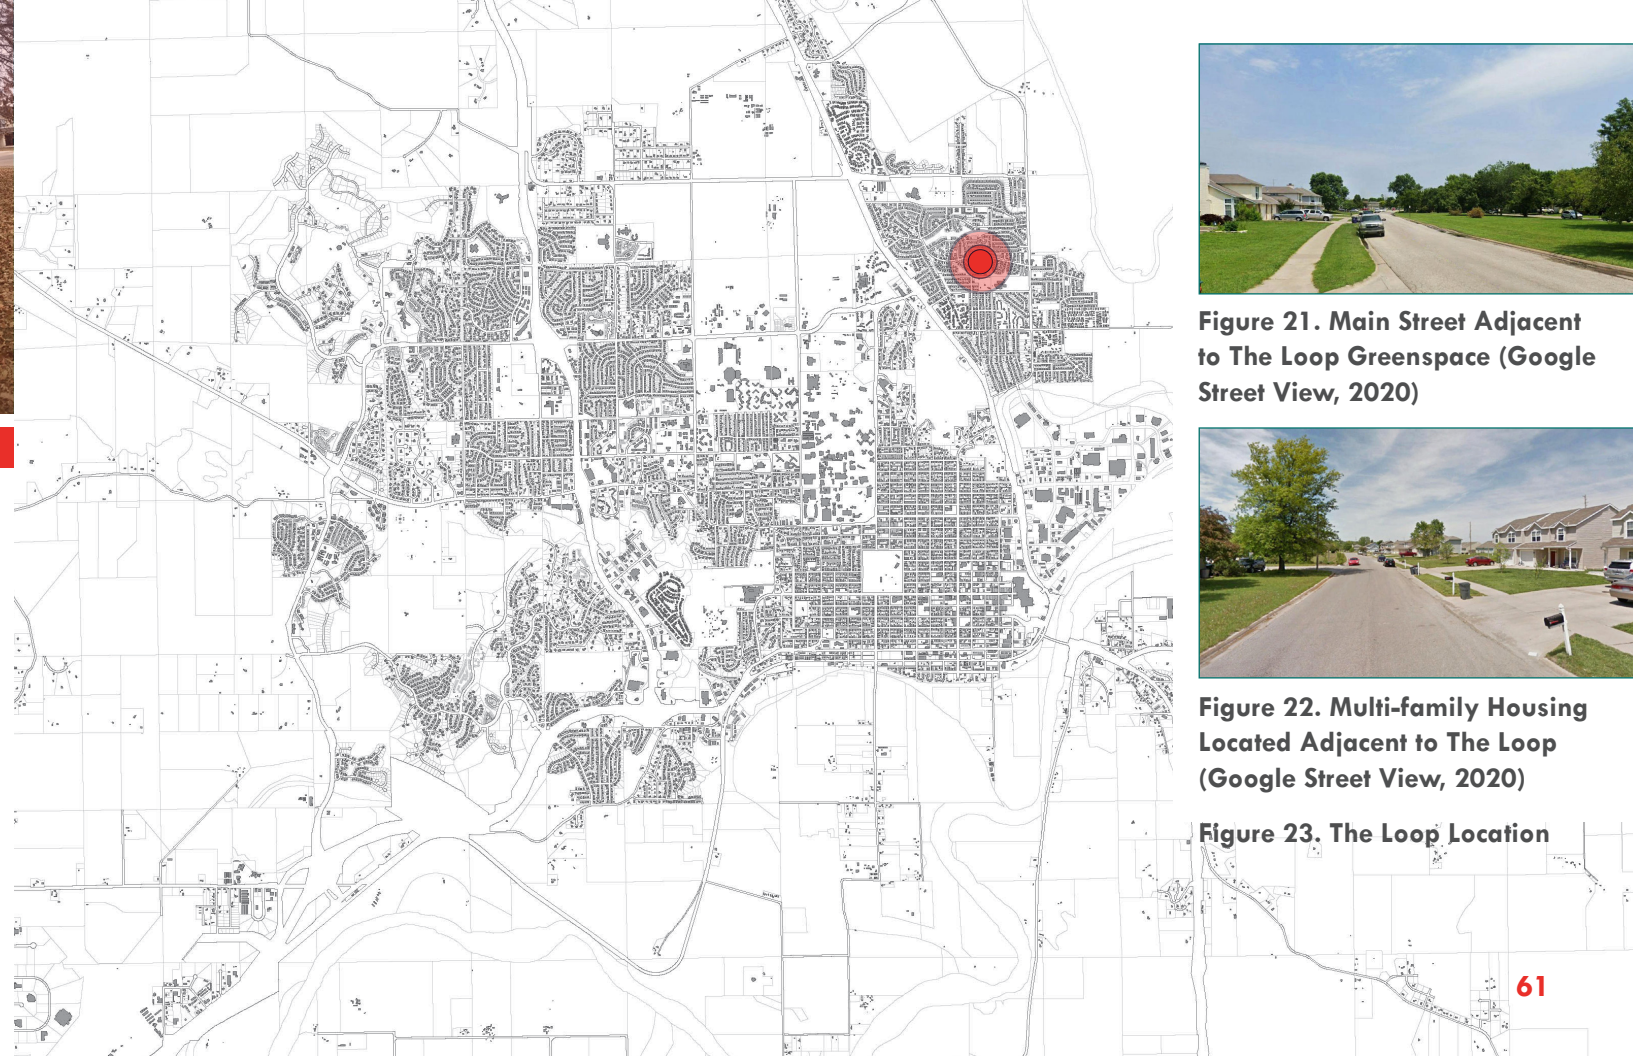 Figure 21. Main Street Adjacent
to The Loop Greenspace (Google
Street View, 2020)
Figure 22. Multi-family Housing
Located Adjacent to The Loop
(Google Street View, 2020)
Figure 23. The Loop Location
61